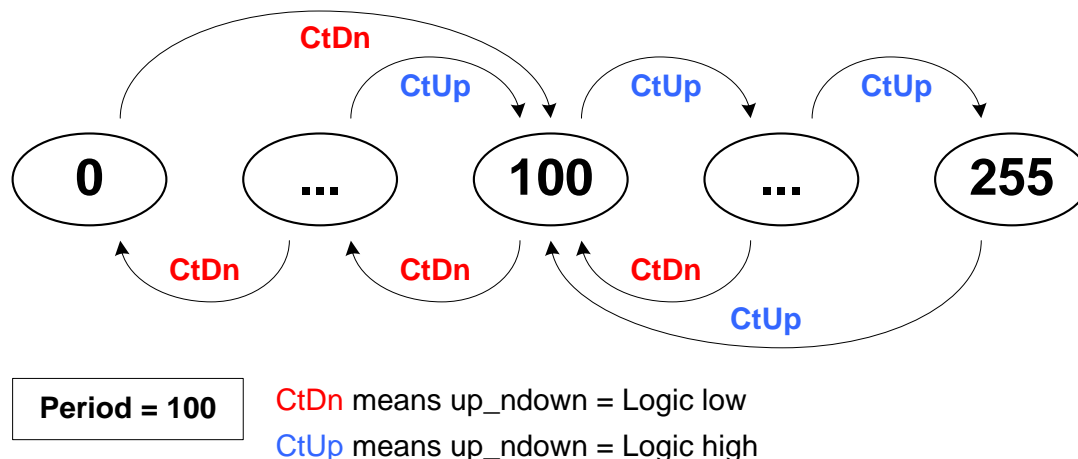 CtDn
CtUp CtUp CtUp
0 ... 100 ... 255
CtDn CtDn CtDn
CtUp
Period = 100
CtDn means up_ndown = Logic low
CtUp means up_ndown = Logic high